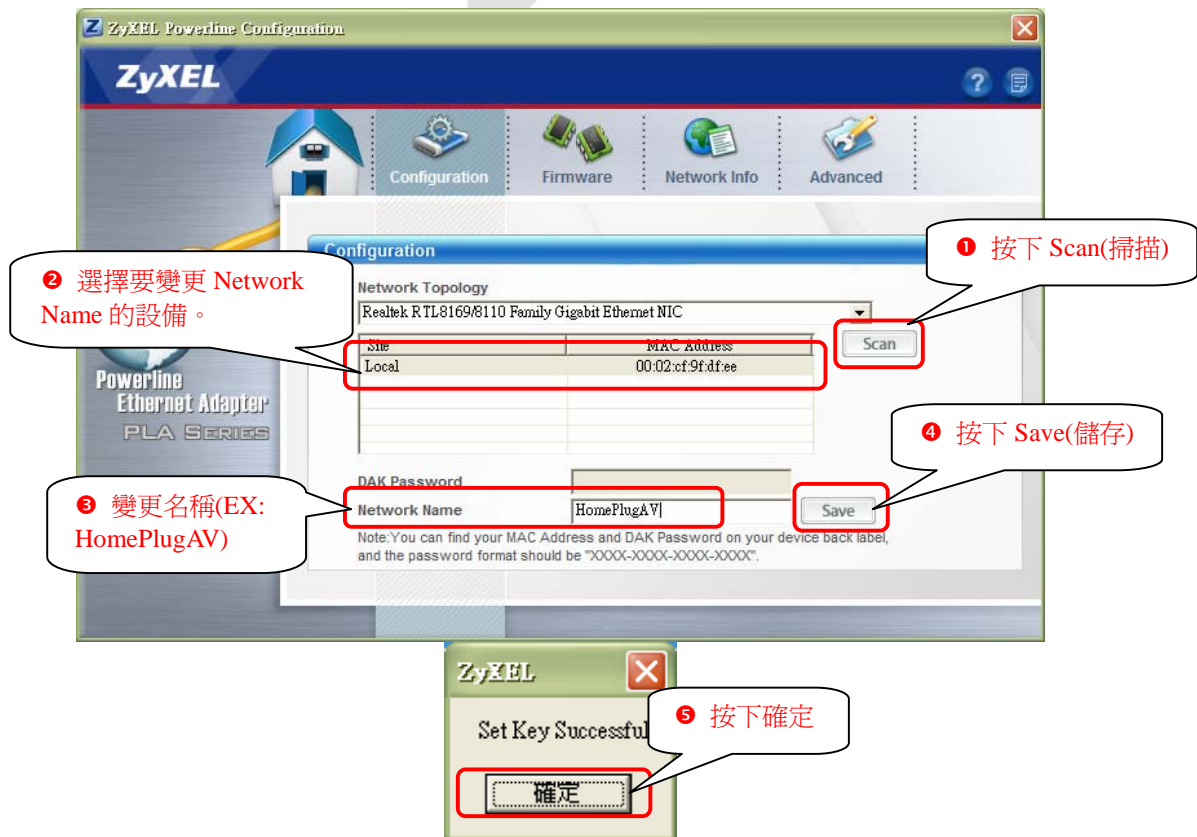 ZyXEL Powerline Configuration
ZyXEL
Configuration
Firmware
Network Info
Advanced
Configuration
❶ 按下 Scan(掃描)
❷ 選擇要變更 Network
Name 的設備。
Network Topology
Realtek RTL8169/8110 Family Gigabit Ethernet NIC
Scan
Site MAC Address
Local 00:02:cf:9f:df:ee
Powerline
Ethernet Adapter
PLA SERIES
❹ 按下 Save(儲存)
DAK Password
❸ 變更名稱(EX:
HomePlugAV)
Network Name HomePlugAV
Save
Note:You can find your MAC Address and DAK Password on your device back label,
and the password format should be "XXXX-XXXX-XXXX-XXXX".
ZyXEL
Set Key Successful
❺ 按下確定
確定